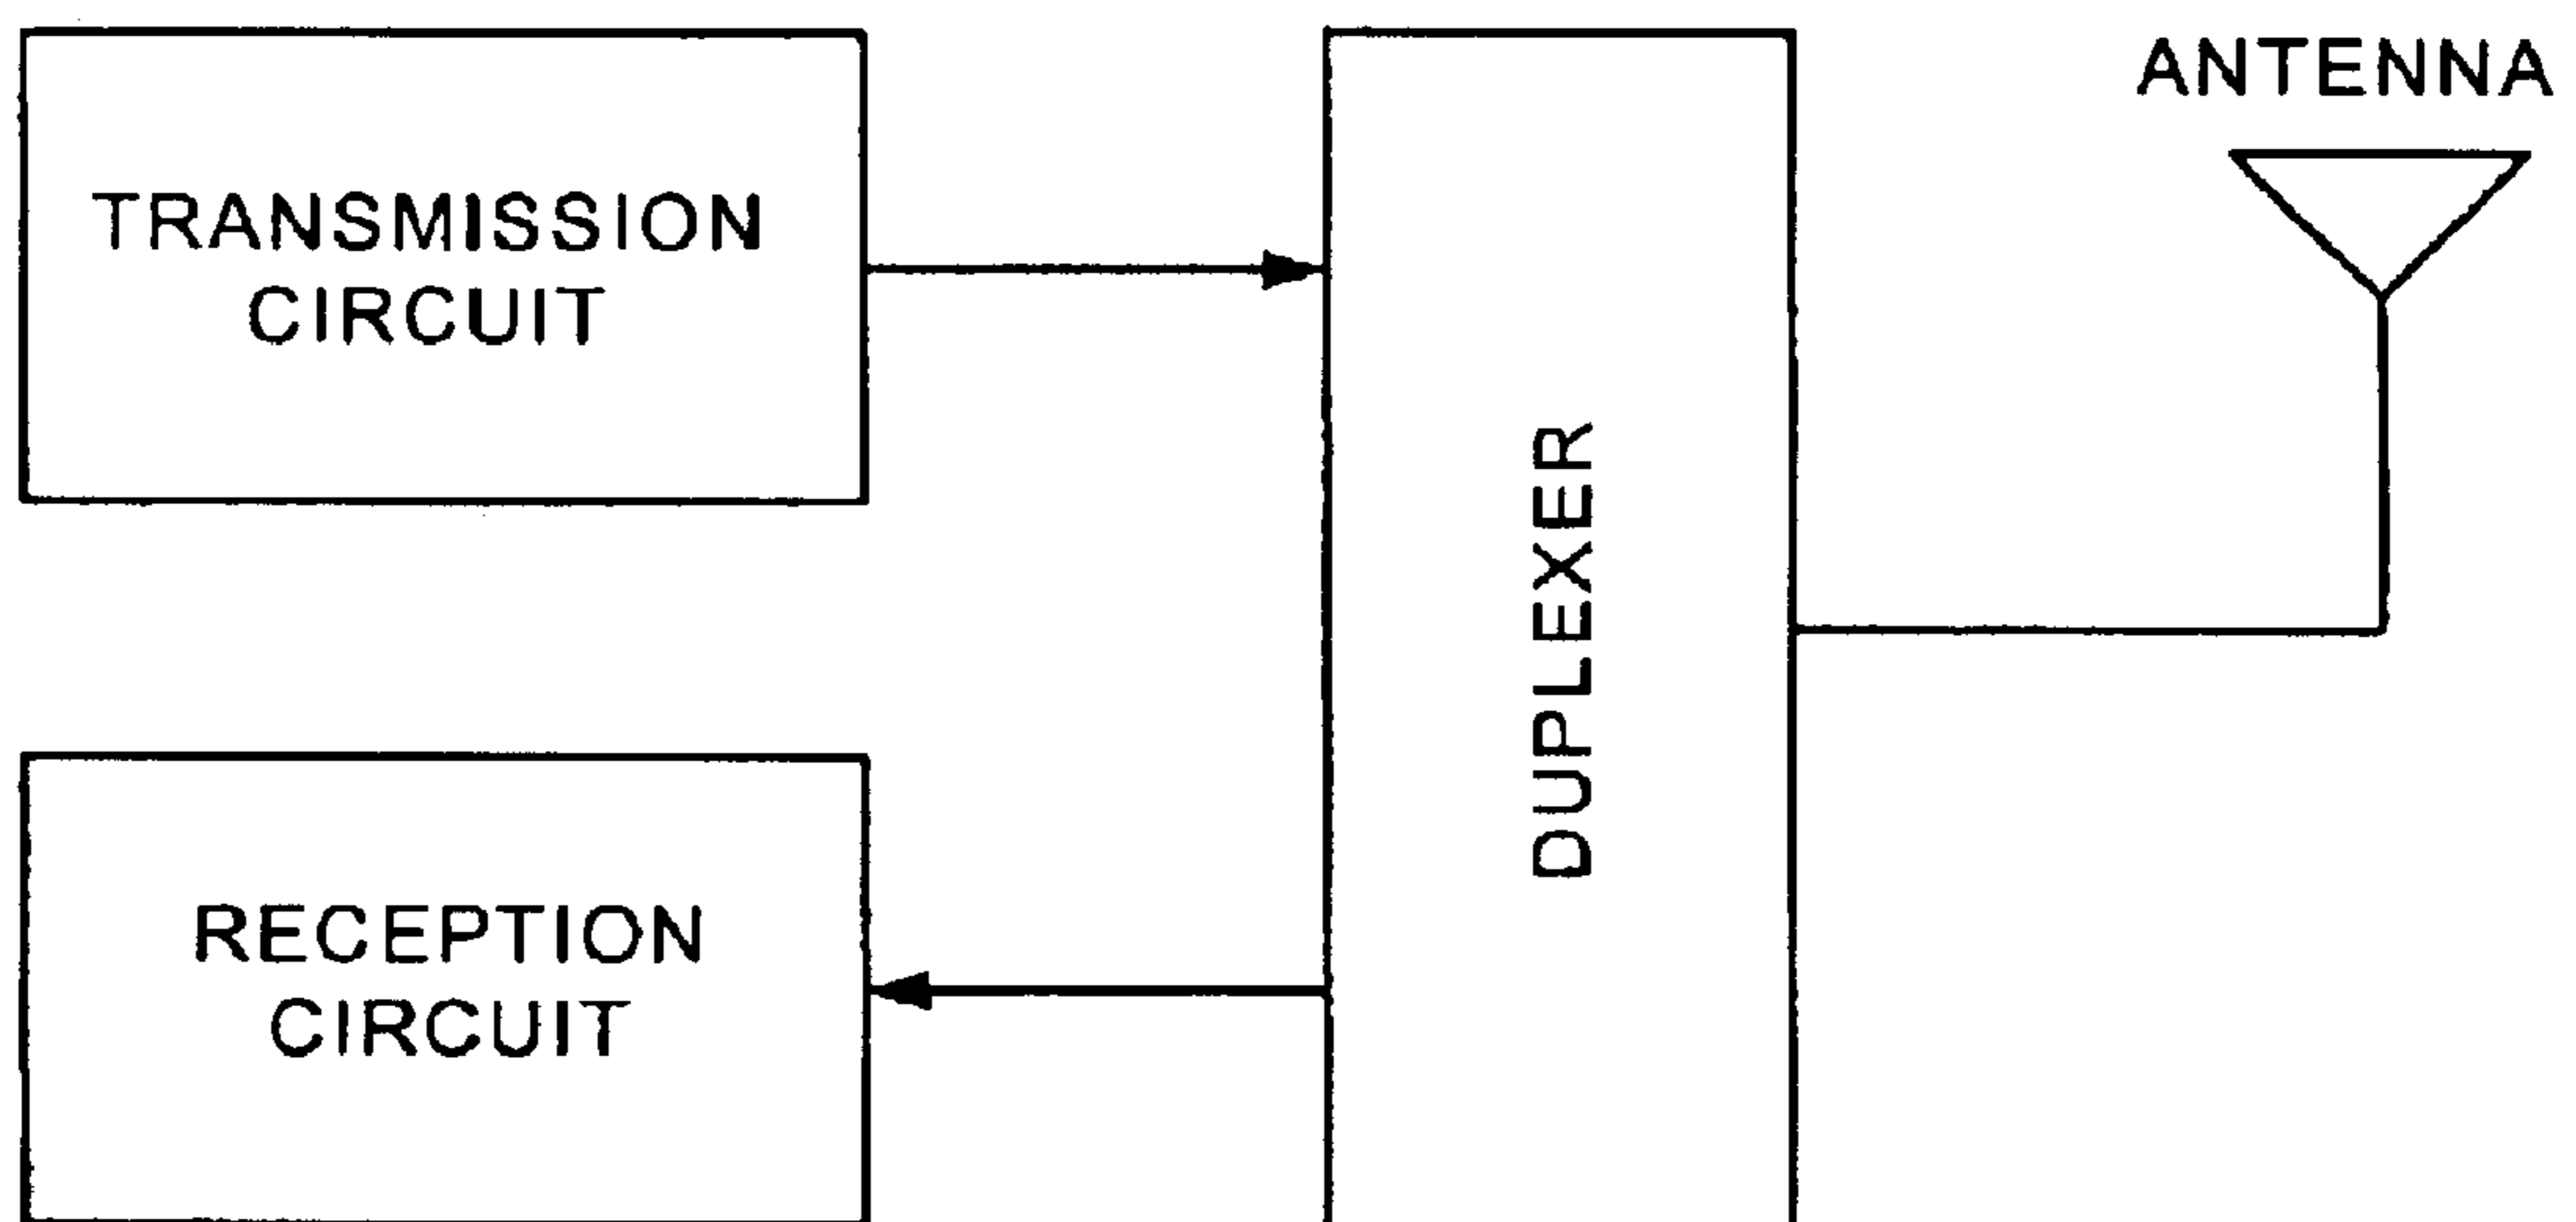 TRANSMISSION
CIRCUIT
RECEPTION
CIRCUIT
DUPLEXER
ANTENNA